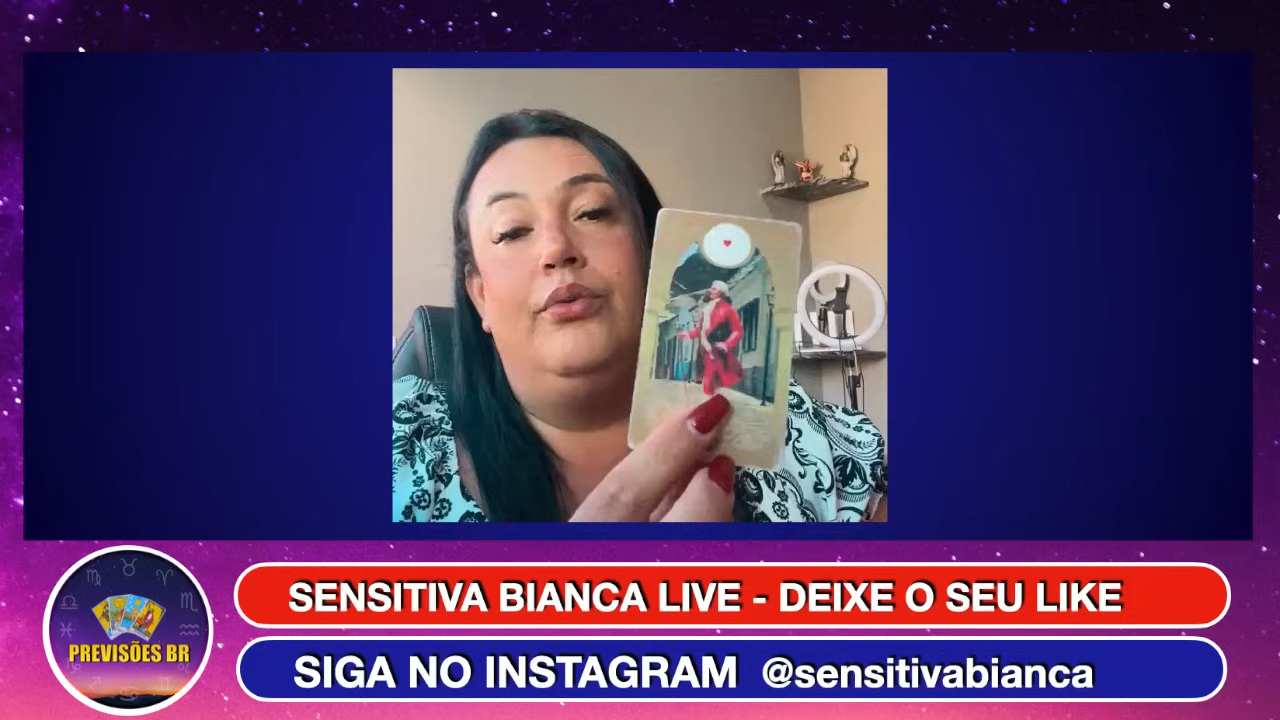 SENSITIVA BIANCA LIVE - DEIXE O SEU LIKE
PREVISÕES BR
SIGA NO INSTAGRAM @sensitivabianca